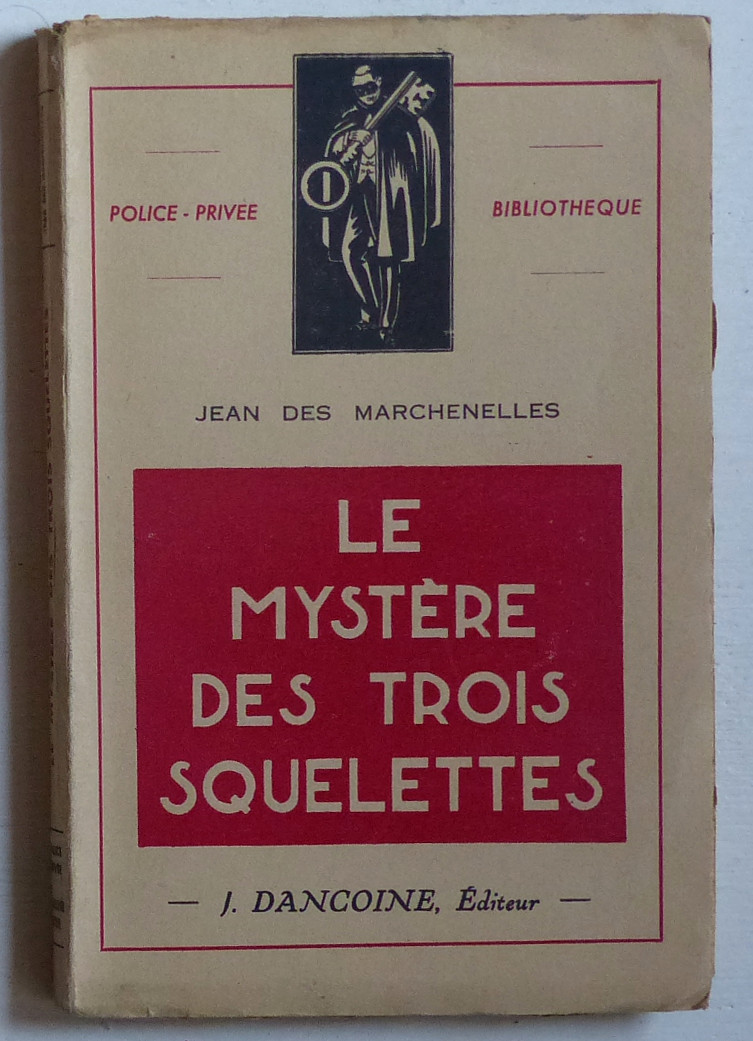 POLICE - PRIVEE
BIBLIOTHEQUE
JEAN DES MARCHENELLES
LE
MYSTÈRE
DES TROIS
SQUELETTES
— J. DANCOINE, Éditeur —